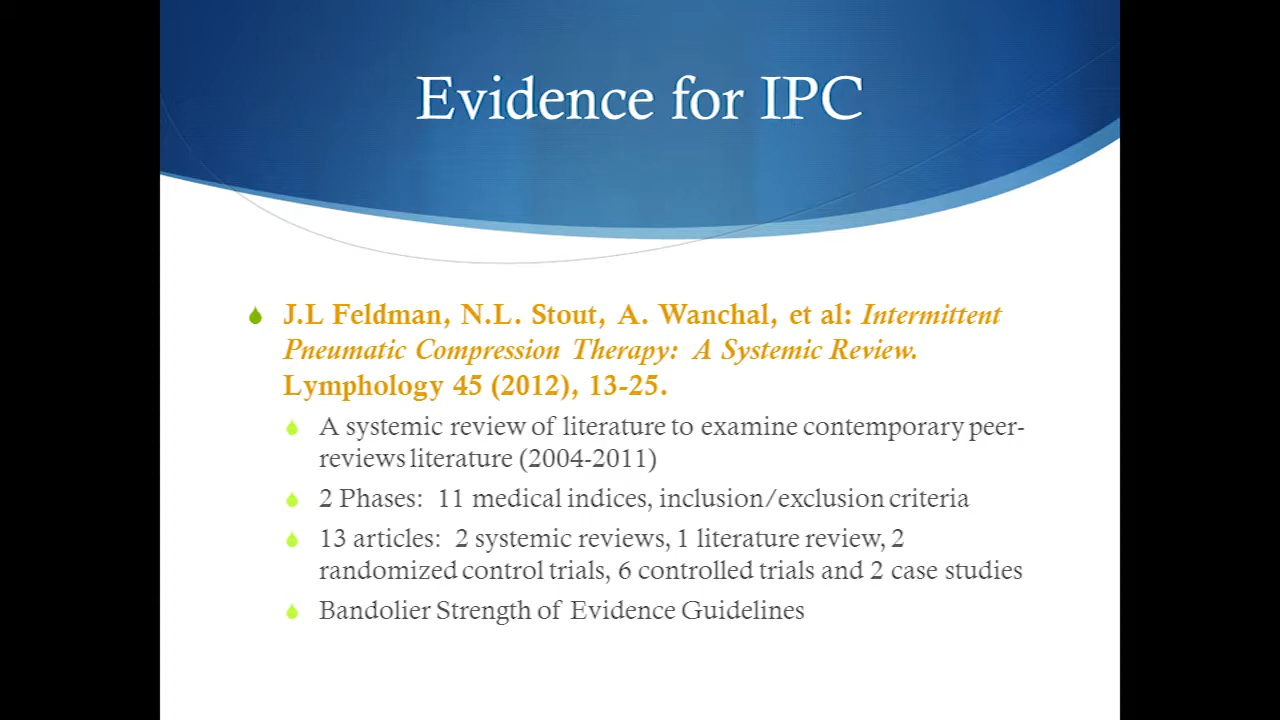 Evidence for IPC
J.L Feldman, N.L. Stout, A. Wanchal, et al: Intermittent
Pneumatic Compression Therapy: A Systemic Review.
Lymphology 45 (2012), 13-25.
A systemic review of literature to examine contemporary peer-
reviews literature (2004-2011)
2 Phases: 11 medical indices, inclusion/exclusion criteria
13 articles: 2 systemic reviews, 1 literature review, 2
randomized control trials, 6 controlled trials and 2 case studies
Bandolier Strength of Evidence Guidelines